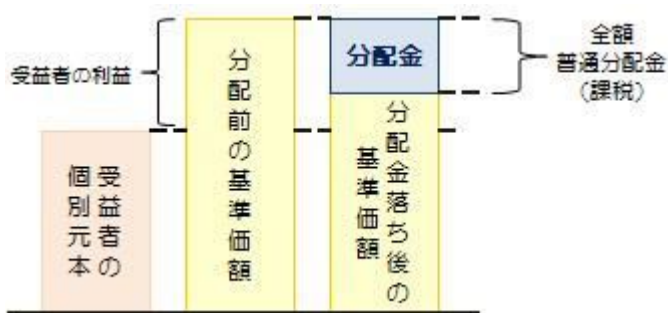 受益者の利益
受益者の
個別元本
分配前の基準価額
分配金
分配金落ち後の
基準価額
全額
普通分配金
(課税)